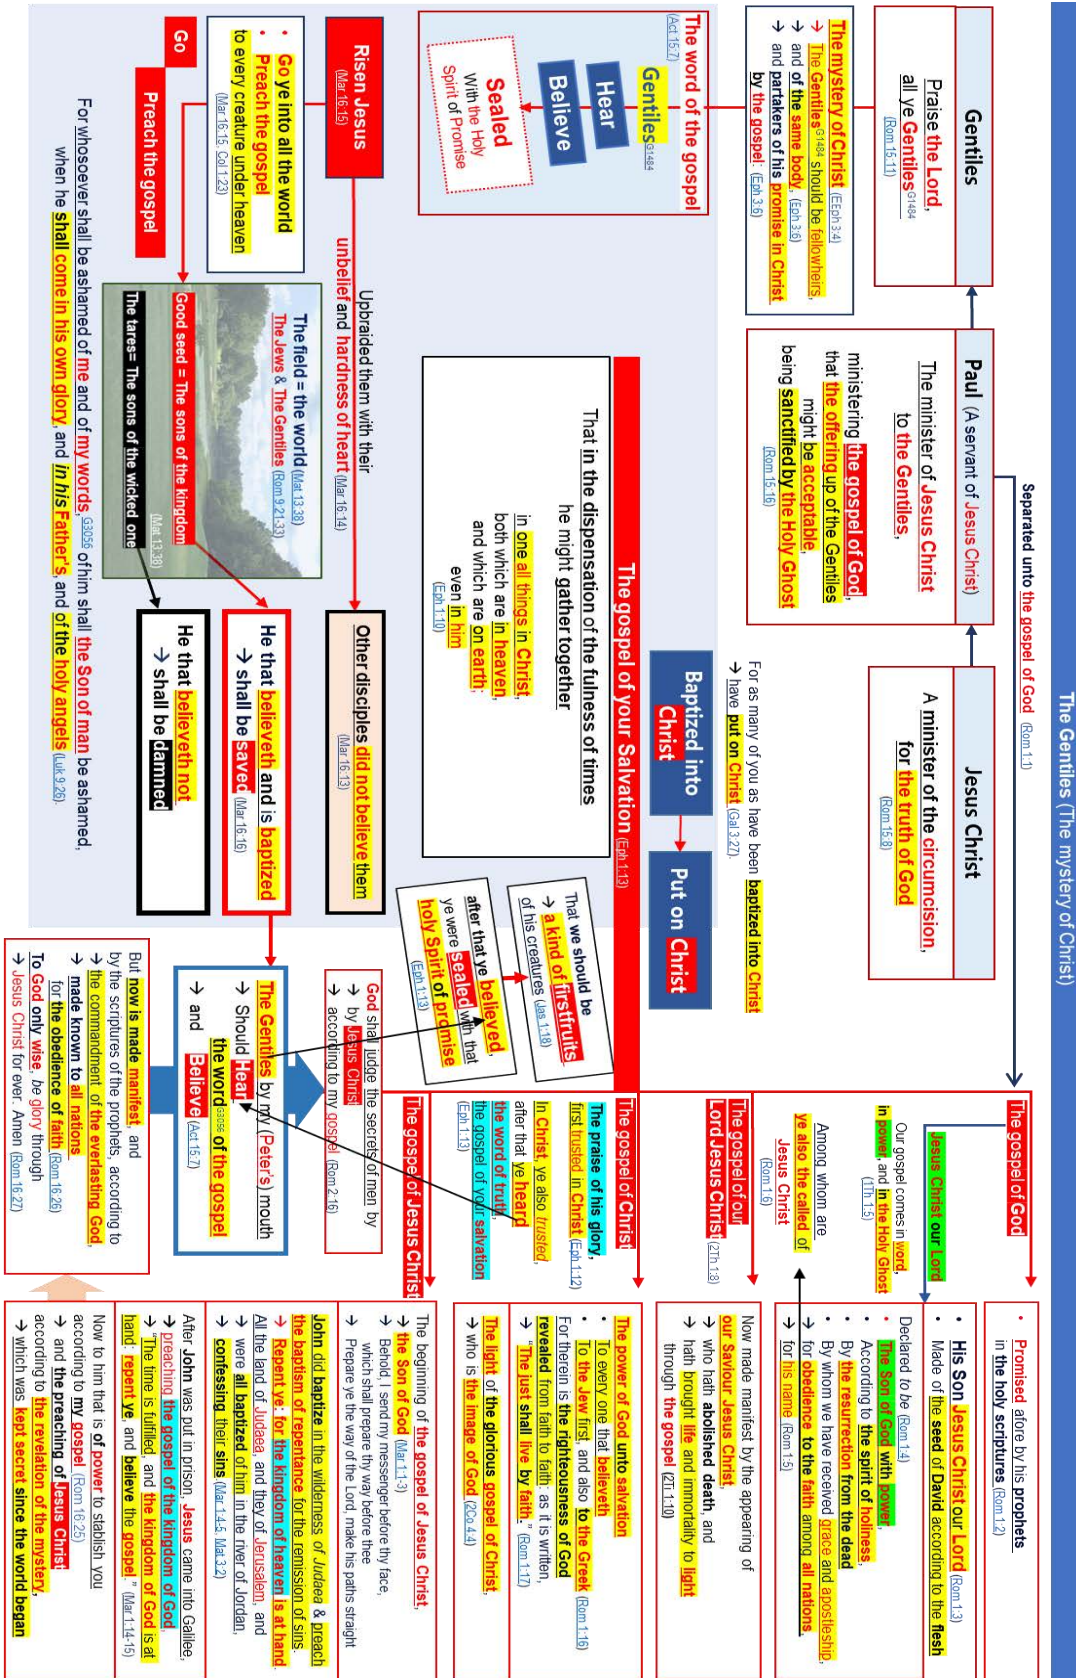 The Gentiles (The mystery of Christ)
Separated unto the gospel of God (Rom 1:1)
Gentiles
Praise the Lord,
all ye Gentiles G1484
(Rom 15:11)
Paul (A servant of Jesus Christ)
The minister of Jesus Christ
to the Gentiles,
ministering the gospel of God,
that the offering up of the Gentiles
might be acceptable,
being sanctified by the Holy Ghost
(Rom 15:16)
Jesus Christ
A minister of the circumcision,
for the truth of God
(Rom 15:8)
The mystery of Christ (EEph 3:4)
→ The Gentiles G1484 should be fellowheirs,
→ and of the same body, (Eph 3:6)
→ and partakers of his promise in Christ
by the gospel: (Eph 3:6)
For as many of you as have been baptized into Christ
→ have put on Christ (Gal 3:27).
Baptized into
Christ
Put on Christ
The word of the gospel
(Act 15:7)
Gentiles G1484
Hear
Believe
Sealed
With the Holy
Spirit of Promise
The gospel of your Salvation (Eph 1:13)
That in the dispensation of the fulness of times
he might gather together
in one all things in Christ,
both which are in heaven,
and which are on earth;
even in him
(Eph 1:10)
That we should be
→ a kind of firstfruits
of his creatures (Jas 1:18)
after that ye believed,
ye were sealed with that
holy Spirit of promise
(Eph 1:13)
Risen Jesus
(Mar 16:15)
Upbraided them with their
unbelief and hardness of heart (Mar 16:14)
Other disciples did not believe them
(Mar 16:13)
• Go ye into all the world
• Preach the gospel
to every creature under heaven
(Mar 16:15, Col 1:23)
Go
Preach the gospel
The field = the world (Mat 13:38)
The Jews & The Gentiles (Rom 9:21-33)
Good seed = The sons of the kingdom
The tares= The sons of the wicked one
(Mat 13:38)
He that believeth and is baptized
→ shall be saved (Mar 16:16)
He that believeth not
→ shall be damned
For whosoever shall be ashamed of me and of my words, G3056 of him shall the Son of man be ashamed,
when he shall come in his own glory, and in his Father's, and of the holy angels (Luk 9:26).
The gospel of God
• Promised afore by his prophets
in the holy scriptures (Rom 1:2)
Jesus Christ our Lord
Our gospel comes in word,
in power, and in the Holy Ghost
(1Th 1:5)
• His Son Jesus Christ our Lord (Rom 1:3)
• Made of the seed of David according to the flesh
Declared to be (Rom 1:4)
• The Son of God with power,
• According to the spirit of holiness,
• By the resurrection from the dead
• By whom we have received grace and apostleship,
→ for obedience to the faith among all nations,
→ for his name (Rom 1:5)
Among whom are
ye also the called of
Jesus Christ
(Rom 1:6)
The gospel of our
Lord Jesus Christ (2Th 1:8)
Now made manifest by the appearing of
our Saviour Jesus Christ,
→ who hath abolished death, and
→ hath brought life and immortality to light
through the gospel (2Ti 1:10)
The gospel of Christ
The praise of his glory,
first trusted in Christ (Eph 1:12)
In Christ, ye also trusted,
after that ye heard
the word of truth,
the gospel of your salvation
(Eph 1:13)
The power of God unto salvation
• To every one that believeth
• To the Jew first, and also to the Greek (Rom 1:16)
For therein is the righteousness of God
revealed from faith to faith: as it is written,
→ “The just shall live by faith.” (Rom 1:17)
The light of the glorious gospel of Christ,
→ who is the image of God (2Co 4:4)
The gospel of Jesus Christ
The beginning of the gospel of Jesus Christ,
→ the Son of God (Mar 1:1-3)
→ Behold, I send my messenger before thy face,
which shall prepare thy way before thee
→ Prepare ye the way of the Lord, make his paths straight
God shall judge the secrets of men by
→ by Jesus Christ
→ according to my gospel (Rom 2:16)
John did baptize in the wilderness of Judaea & preach
the baptism of repentance for the remission of sins.
→ Repent ye: for the kingdom of heaven is at hand.
All the land of Judaea, and they of Jerusalem, and
→ were all baptized of him in the river of Jordan,
→ confessing their sins (Mar 1:4-5, Mat 3:2)
The Gentiles by my (Peter's) mouth
→ Should Hear
the word G3056 of the gospel
→ and Believe (Act 15:7)
After John was put in prison, Jesus came into Galilee,
→ preaching the gospel of the kingdom of God,
→ “The time is fulfilled, and the kingdom of God is at
hand: repent ye, and believe the gospel.” (Mar 1:14-15)
But now is made manifest, and
by the scriptures of the prophets, according to
→ the commandment of the everlasting God,
→ made known to all nations
for the obedience of faith (Rom 16:26)
To God only wise, be glory through
→ Jesus Christ for ever. Amen (Rom 16:27)
Now to him that is of power to stablish you
according to my gospel (Rom 16:25)
→ and the preaching of Jesus Christ
according to the revelation of the mystery,
→ which was kept secret since the world began